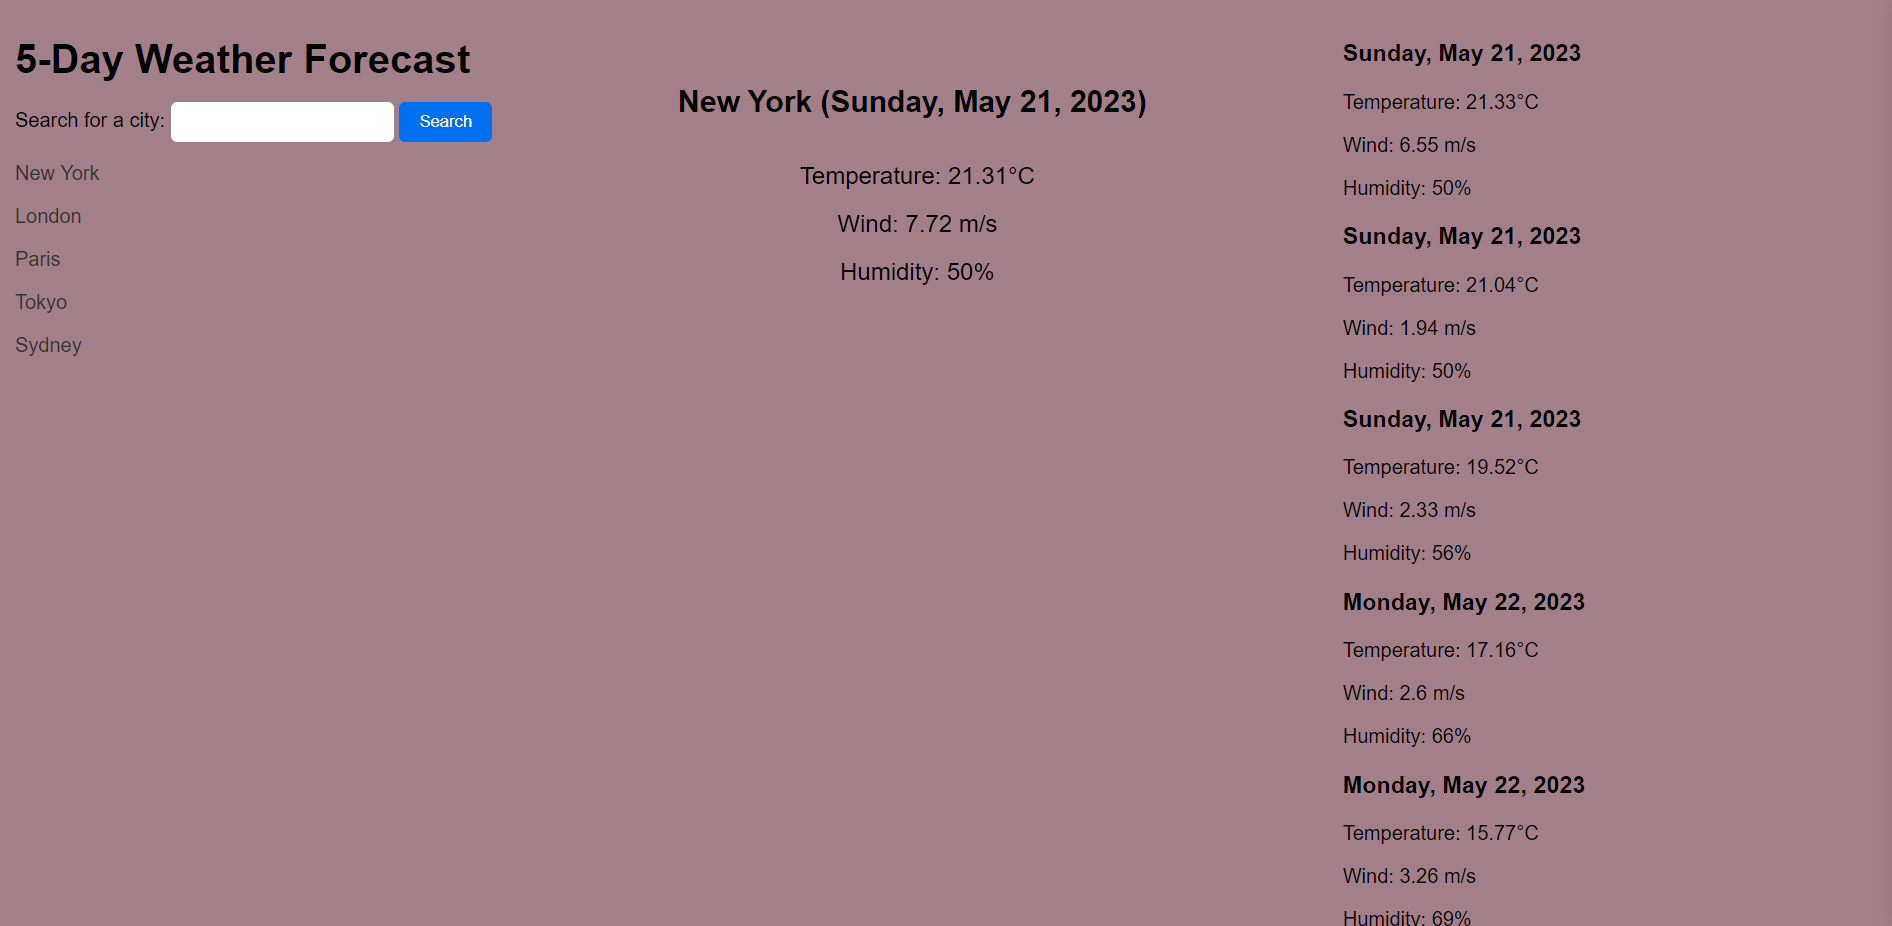 5-Day Weather Forecast
Search for a city:
Search
New York
London
Paris
Tokyo
Sydney
New York (Sunday, May 21, 2023)
Temperature: 21.31°C
Wind: 7.72 m/s
Humidity: 50%
Sunday, May 21, 2023
Temperature: 21.33°C
Wind: 6.55 m/s
Humidity: 50%
Sunday, May 21, 2023
Temperature: 21.04°C
Wind: 1.94 m/s
Humidity: 50%
Sunday, May 21, 2023
Temperature: 19.52°C
Wind: 2.33 m/s
Humidity: 56%
Monday, May 22, 2023
Temperature: 17.16°C
Wind: 2.6 m/s
Humidity: 66%
Monday, May 22, 2023
Temperature: 15.77°C
Wind: 3.26 m/s
Humidity: 69%